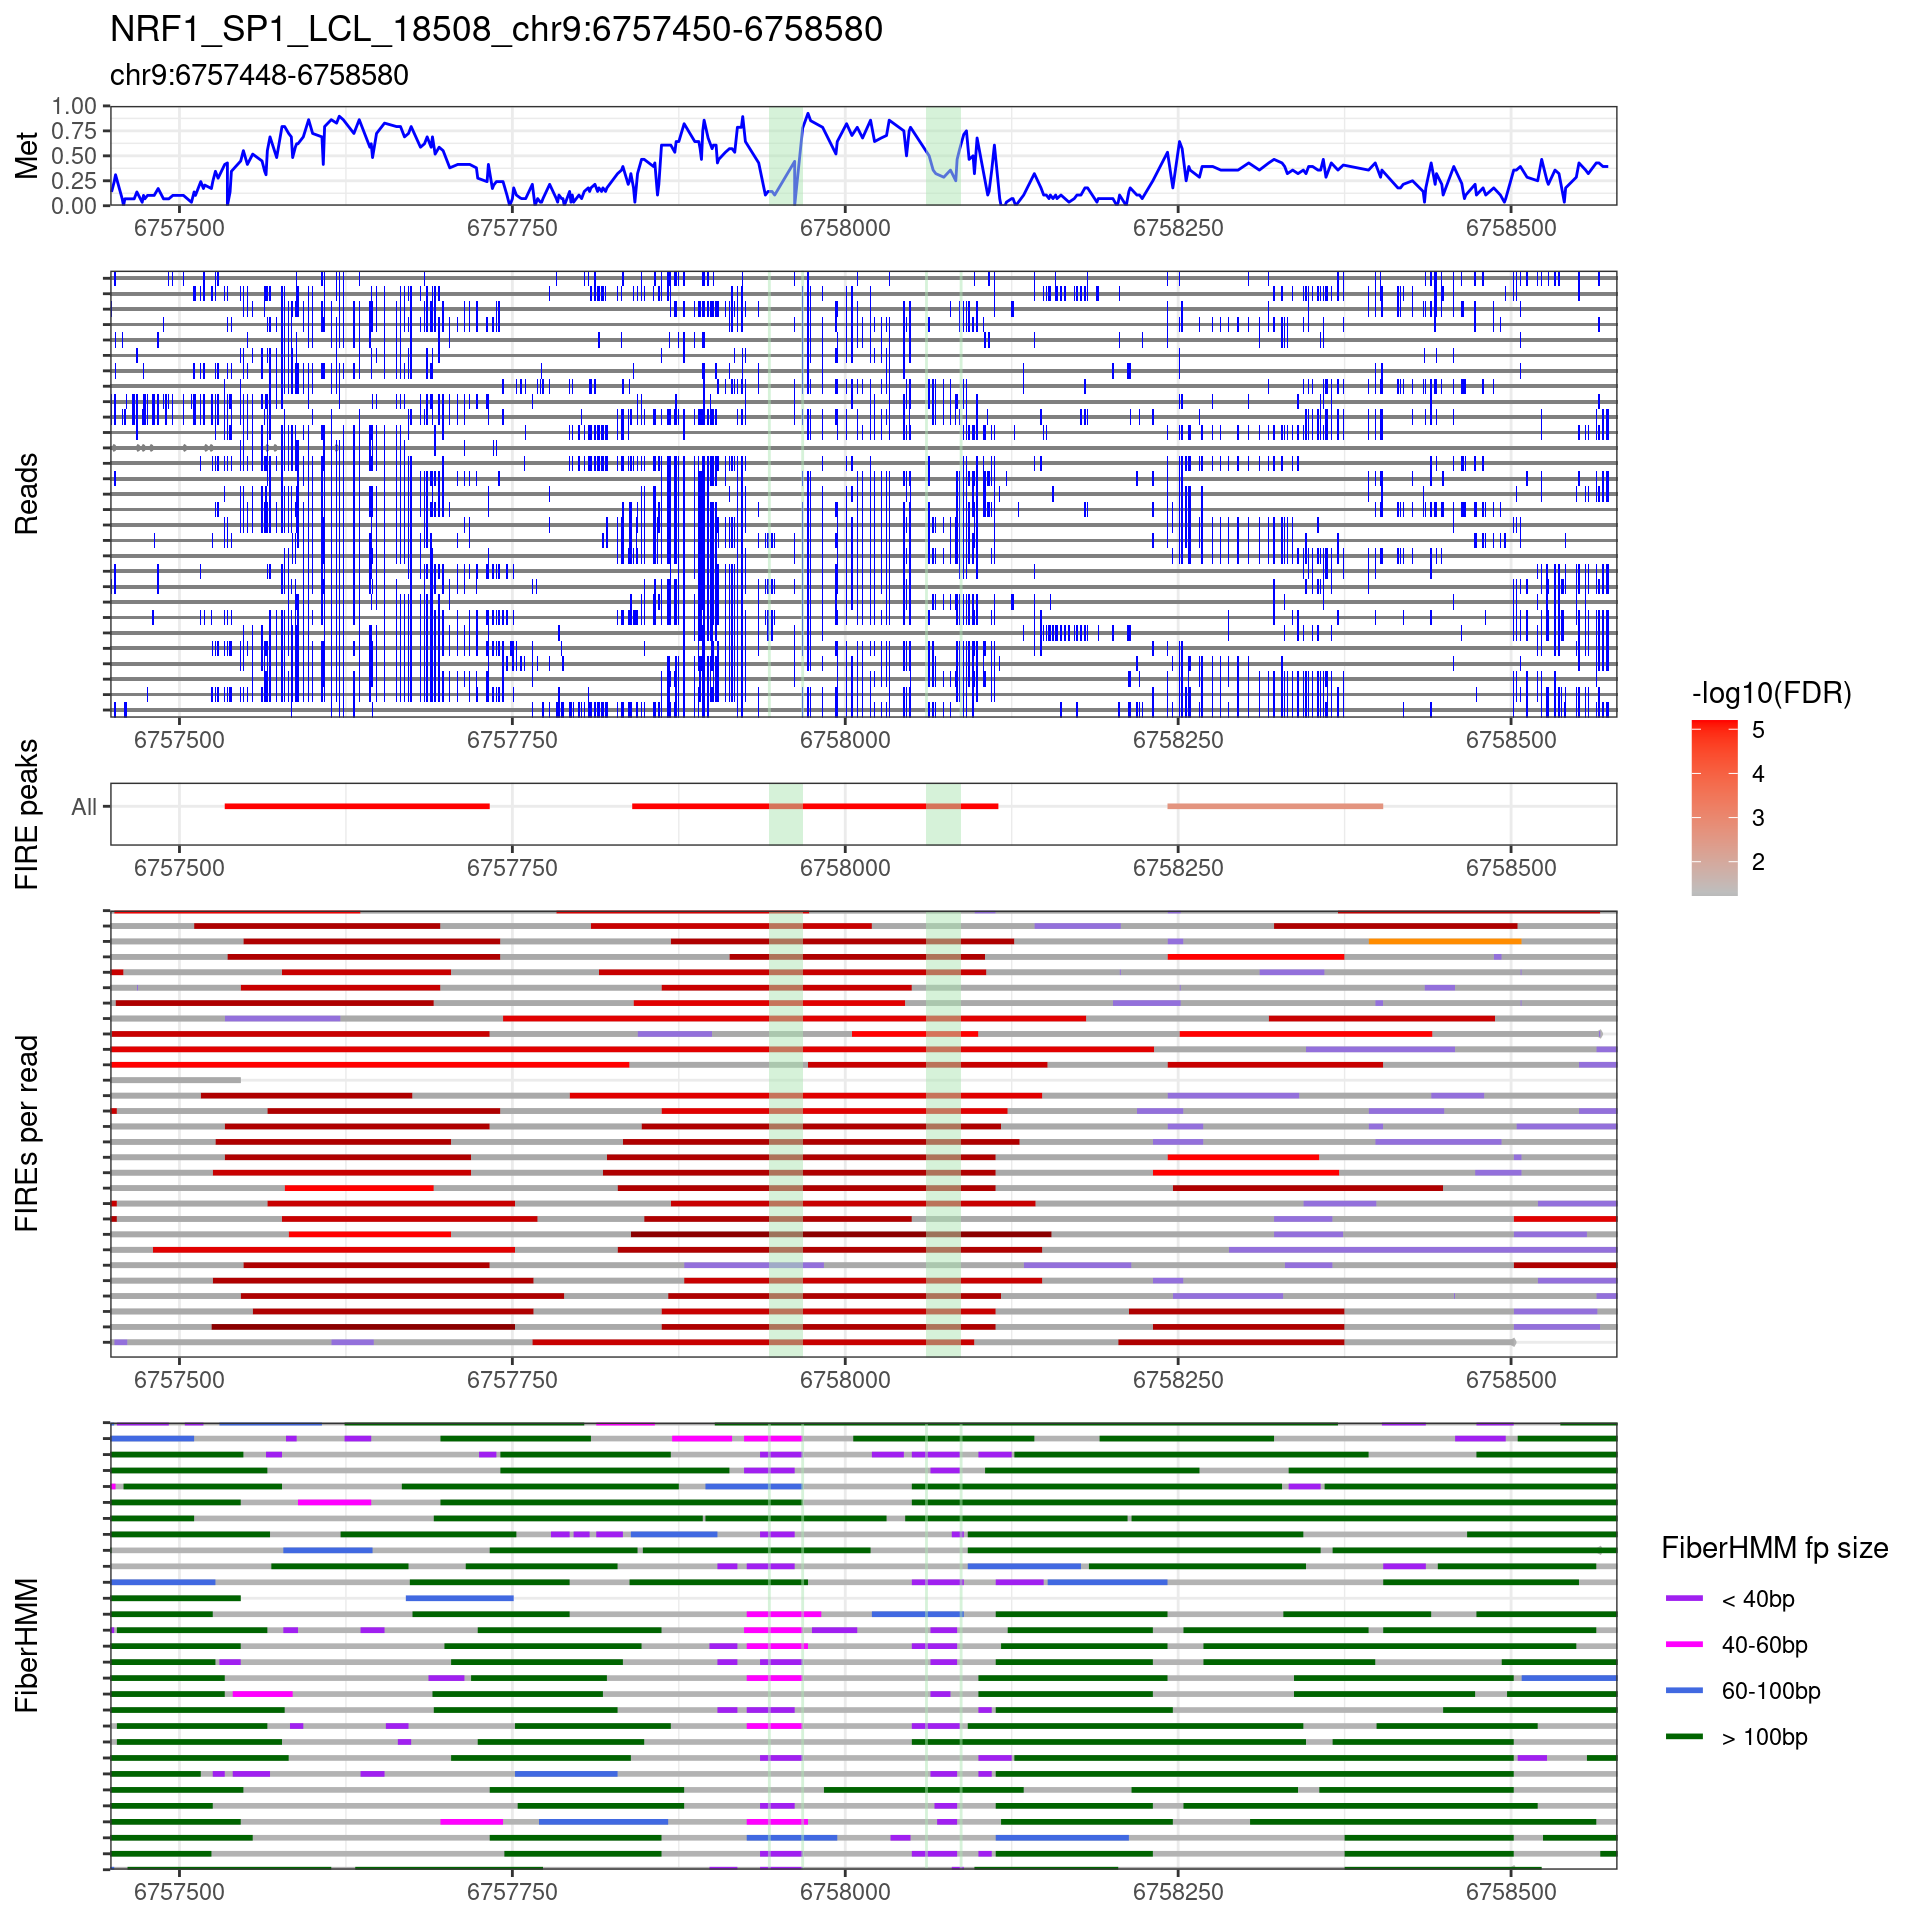 NRF1_SP1_LCL_18508_chr9:6757450-6758580
chr9:6757448-6758580
Met
1.00
0.75
0.50
0.25
0.00
6757500 6757750 6758000 6758250 6758500
Reads
6757500 6757750 6758000 6758250 6758500
FIRE peaks
All
6757500 6757750 6758000 6758250 6758500
-log10(FDR)
5
4
3
2
FIREs per read
6757500 6757750 6758000 6758250 6758500
FiberHMM
6757500 6757750 6758000 6758250 6758500
FiberHMM fp size
< 40bp
40-60bp
60-100bp
> 100bp